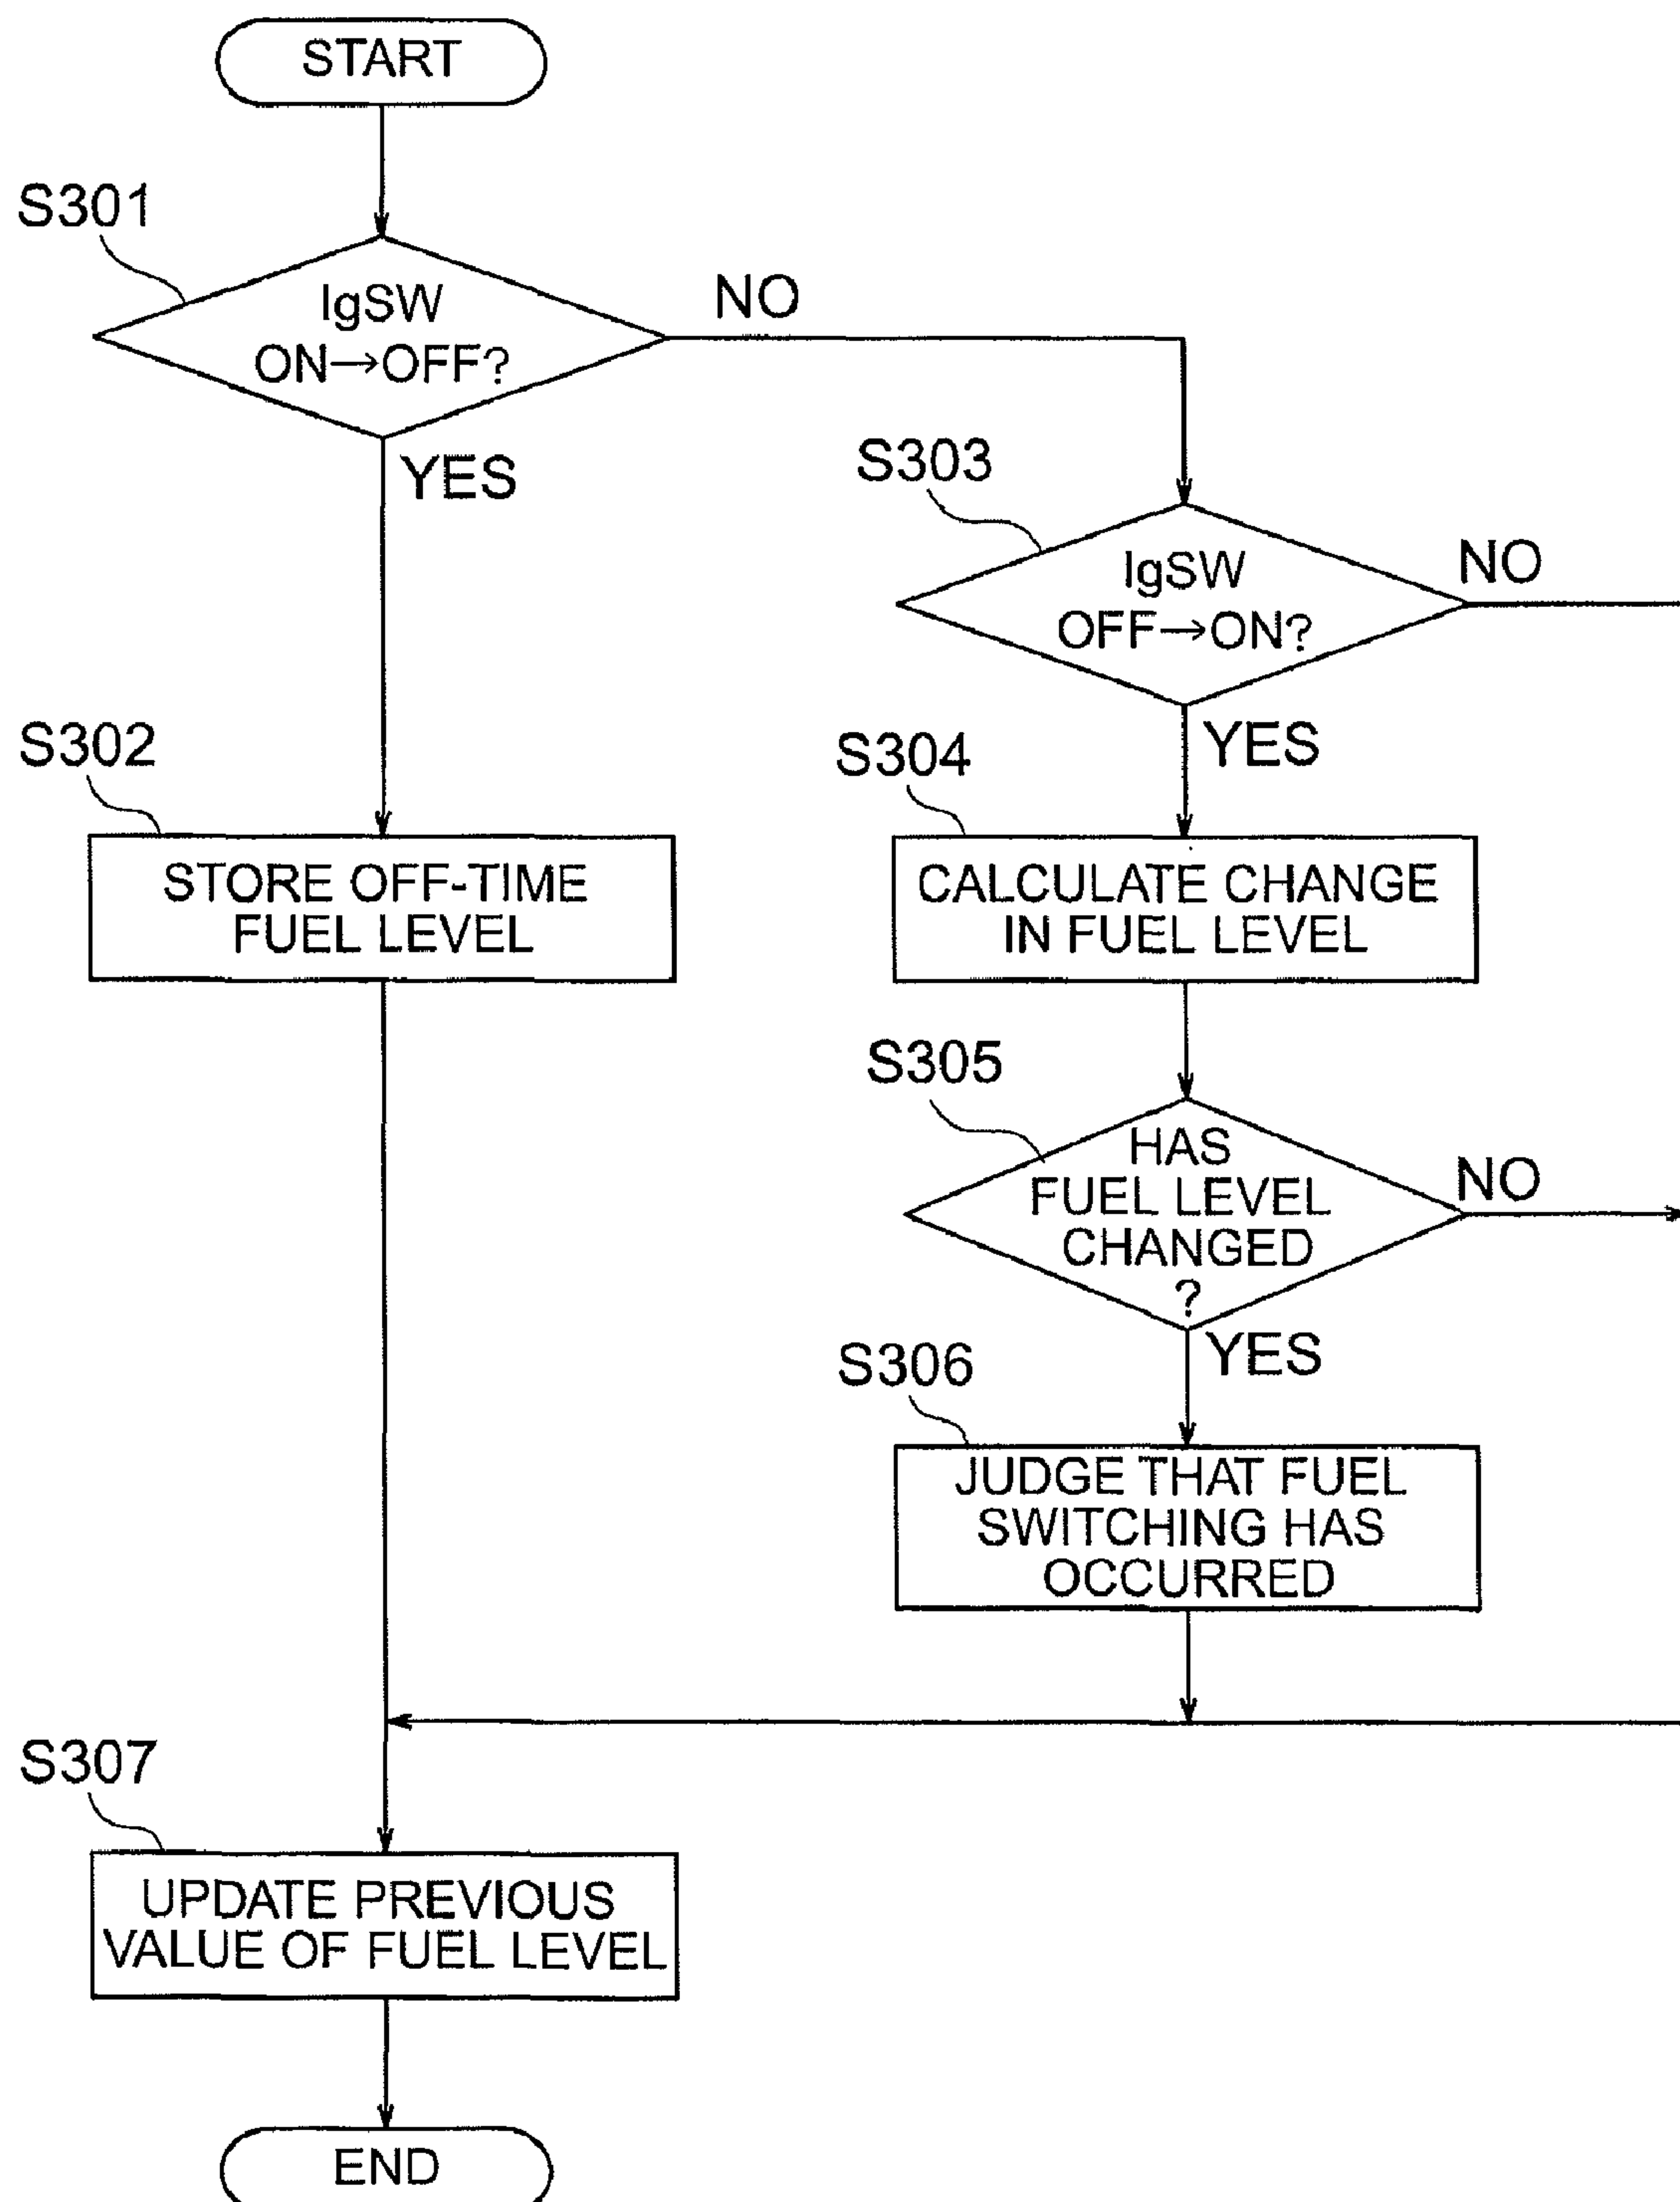 START
S301
IgSW
ON→OFF?
NO
YES
S303
IgSW
OFF→ON?
NO
YES
S302
STORE OFF-TIME
FUEL LEVEL
S304
CALCULATE CHANGE
IN FUEL LEVEL
S305
HAS
FUEL LEVEL
CHANGED
?
NO
YES
S306
JUDGE THAT FUEL
SWITCHING HAS
OCCURRED
S307
UPDATE PREVIOUS
VALUE OF FUEL LEVEL
END